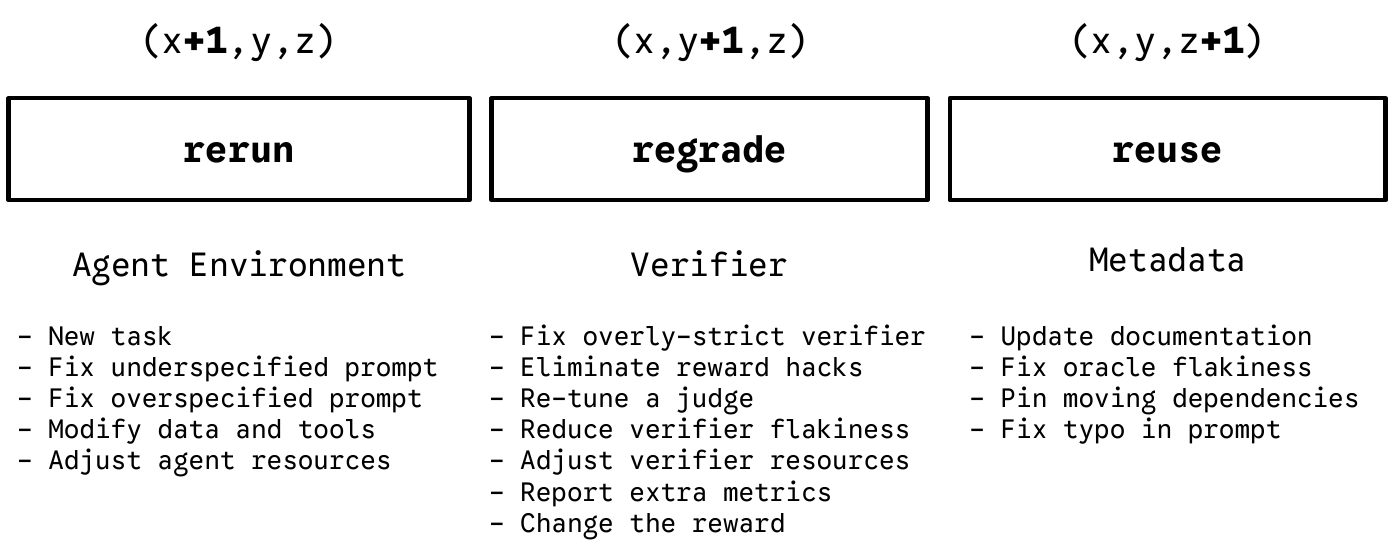 (x+1,y,z)
rerun
Agent Environment
– New task
– Fix underspecified prompt
– Fix overspecified prompt
– Modify data and tools
– Adjust agent resources
(x,y+1,z)
regrade
Verifier
– Fix overly-strict verifier
– Eliminate reward hacks
– Re-tune a judge
– Reduce verifier flakiness
– Adjust verifier resources
– Report extra metrics
– Change the reward
(x,y,z+1)
reuse
Metadata
– Update documentation
– Fix oracle flakiness
– Pin moving dependencies
– Fix typo in prompt